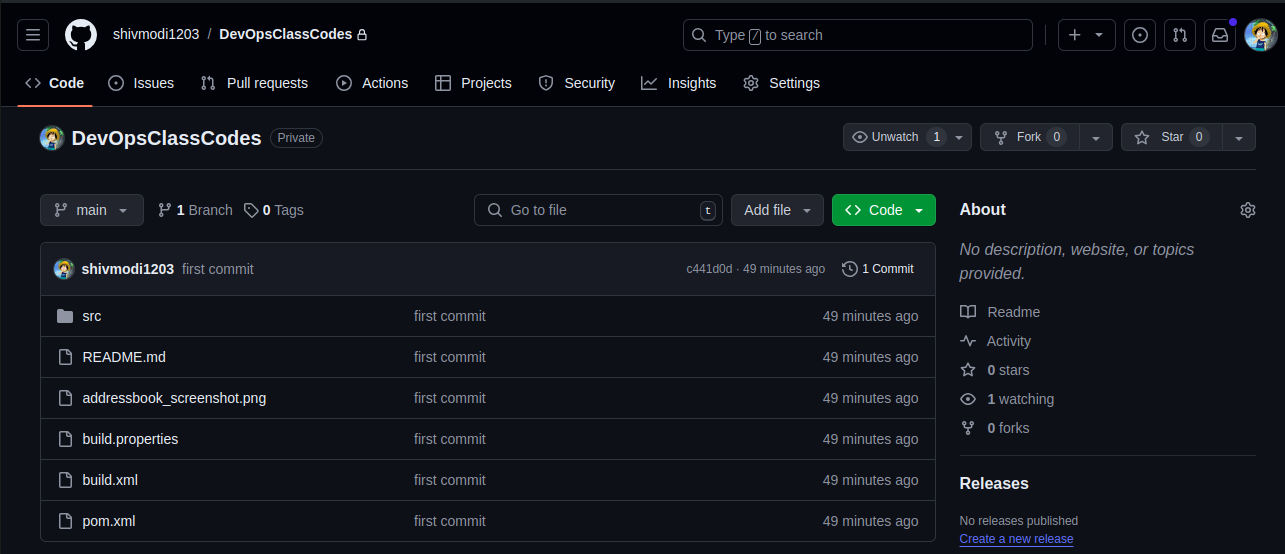 shivmodi1203 / DevOpsClassCodes
Type / to search
Code Issues Pull requests Actions Projects Security Insights Settings
DevOpsClassCodes Private
Unwatch 1 Fork 0 Star 0
main 1 Branch 0 Tags
Go to file t Add file Code
shivmodi1203 first commit c441d0d · 49 minutes ago 1 Commit
src first commit 49 minutes ago
README.md first commit 49 minutes ago
addressbook_screenshot.png first commit 49 minutes ago
build.properties first commit 49 minutes ago
build.xml first commit 49 minutes ago
pom.xml first commit 49 minutes ago
About
No description, website, or topics
provided.
Readme
Activity
0 stars
1 watching
0 forks
Releases
No releases published
Create a new release